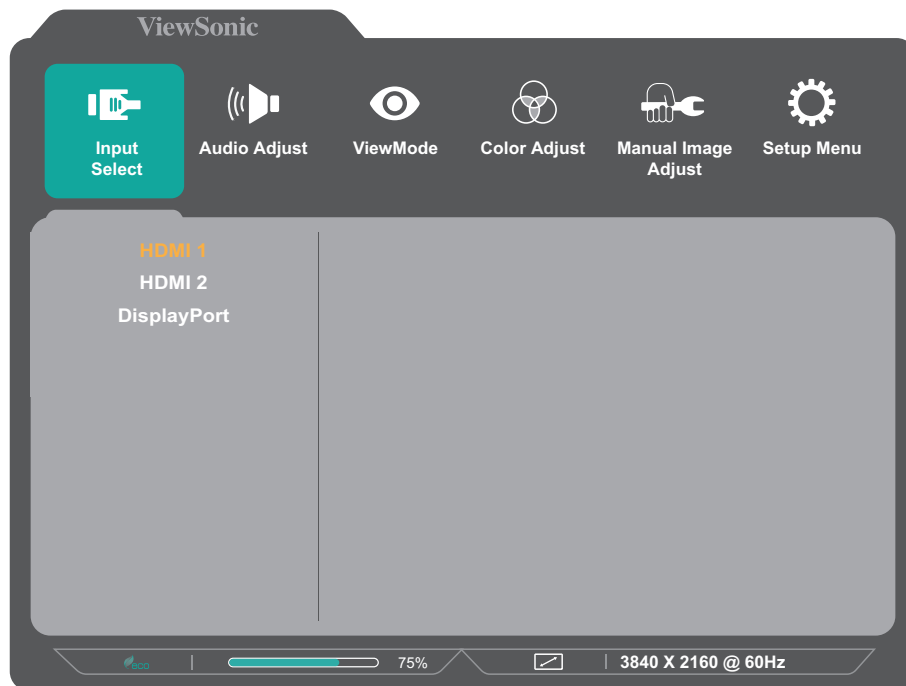 ViewSonic
Input
Select
Audio Adjust
ViewMode
Color Adjust
Manual Image
Adjust
Setup Menu
HDMI 1
HDMI 2
DisplayPort
ECO
75%
3840 X 2160 @ 60Hz